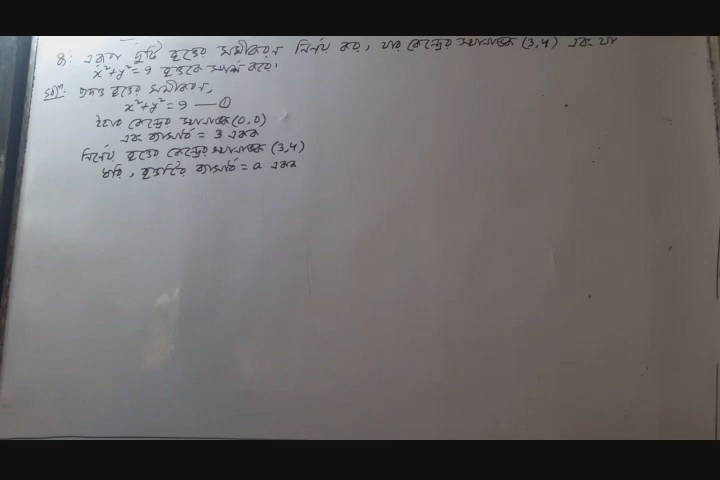 ৪: এরূপ দুটি বৃত্তের সমীকরণ নির্ণয় কর, যার কেন্দ্রের স্থানাঙ্ক (3,4) এবং যা
x²+y²=9 বৃত্তকে স্পর্শ করে।
Solⁿ: প্রদত্ত বৃত্তের সমীকরণ,
x²+y²=9 —①
ইহার কেন্দ্রের স্থানাঙ্ক (0,0)
এবং ব্যাসার্ধ = 3 একক
নির্ণেয় বৃত্তের কেন্দ্রের স্থানাঙ্ক (3,4)
ধরি, বৃত্তটির ব্যাসার্ধ = a একক